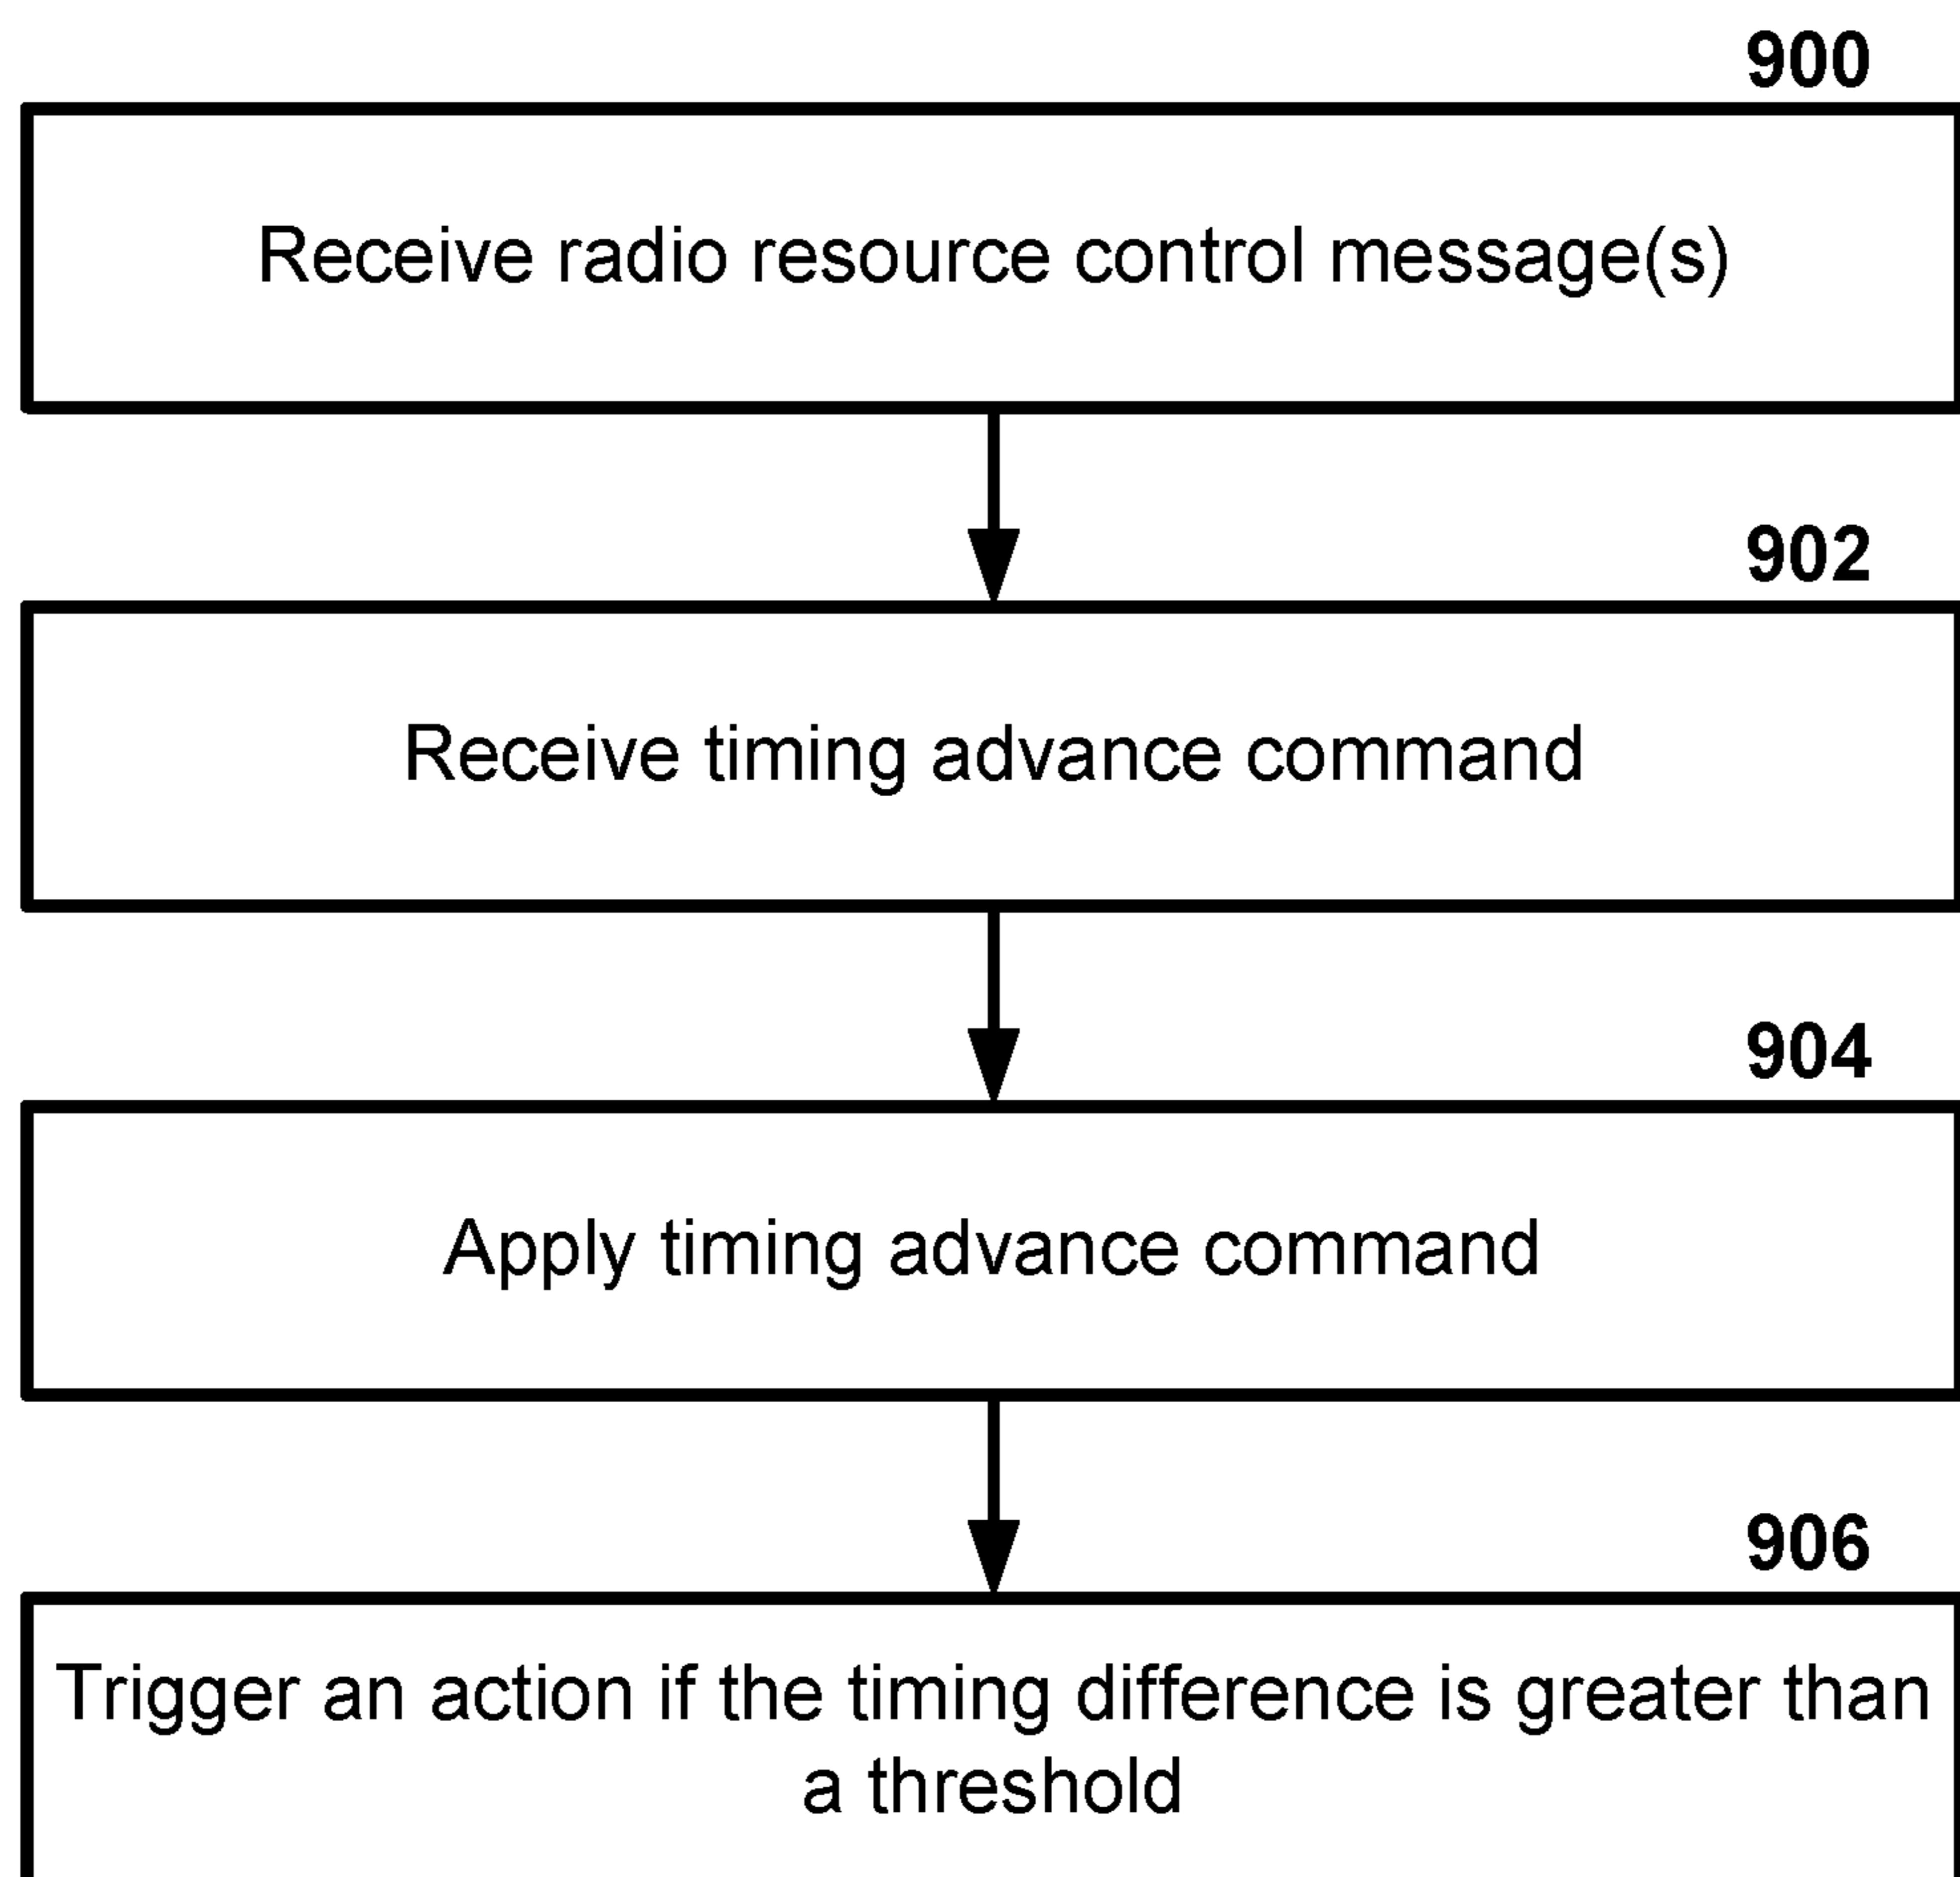 900
Receive radio resource control message(s)
902
Receive timing advance command
904
Apply timing advance command
906
Trigger an action if the timing difference is greater than
a threshold